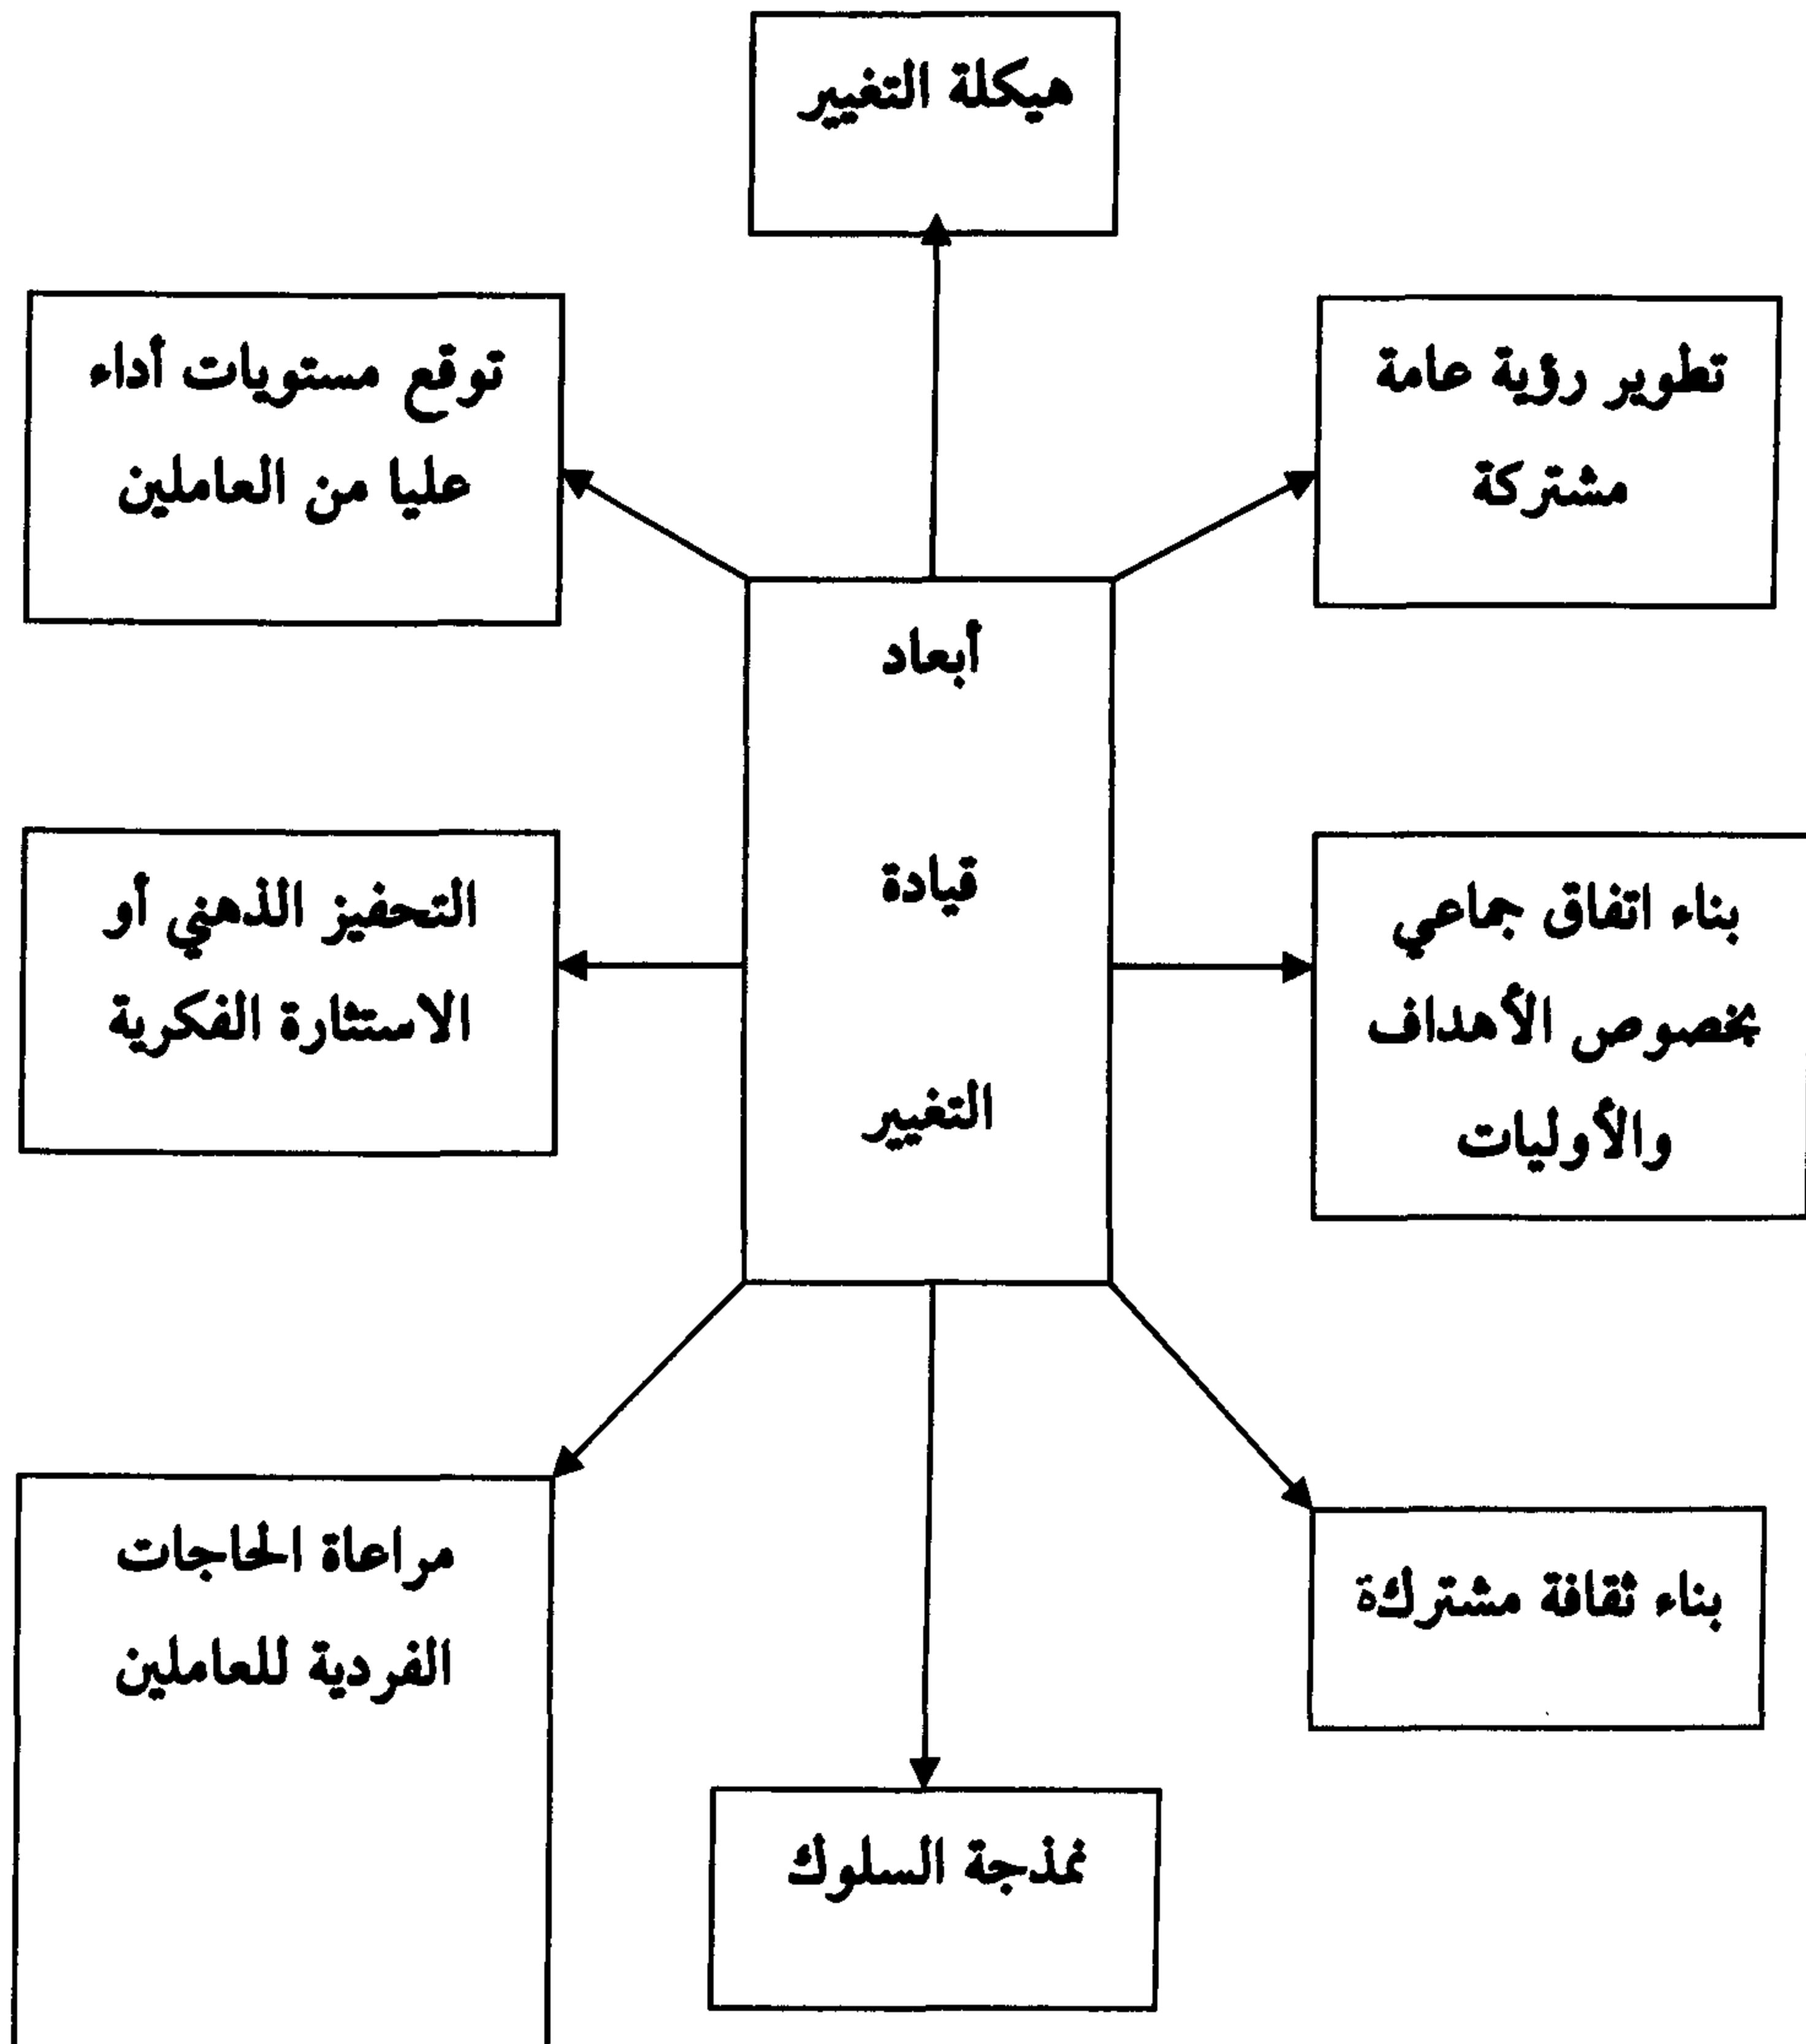 هيكلة التغيير
تطوير رؤية عامة
مشتركة
توقع مستويات أداء
عليا من العاملين
أبعاد
قيادة
التغيير
بناء اتفاق جماعي
بخصوص الأهداف
والأوليات
التحفيز الذهني أو
الاستثارة الفكرية
بناء ثقافة مشتركة
مراعاة الحاجات
الفردية للعاملين
نمذجة السلوك